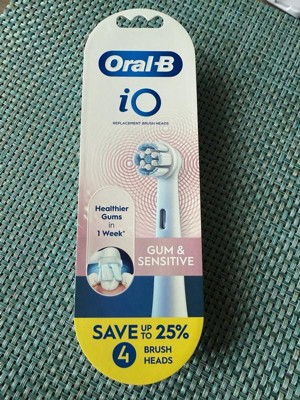 Oral-B
iO
REPLACEMENT BRUSH HEADS
Healthier
Gums
in
1 Week*
GUM &
SENSITIVE
SAVE UP TO 25%
4 BRUSH
HEADS